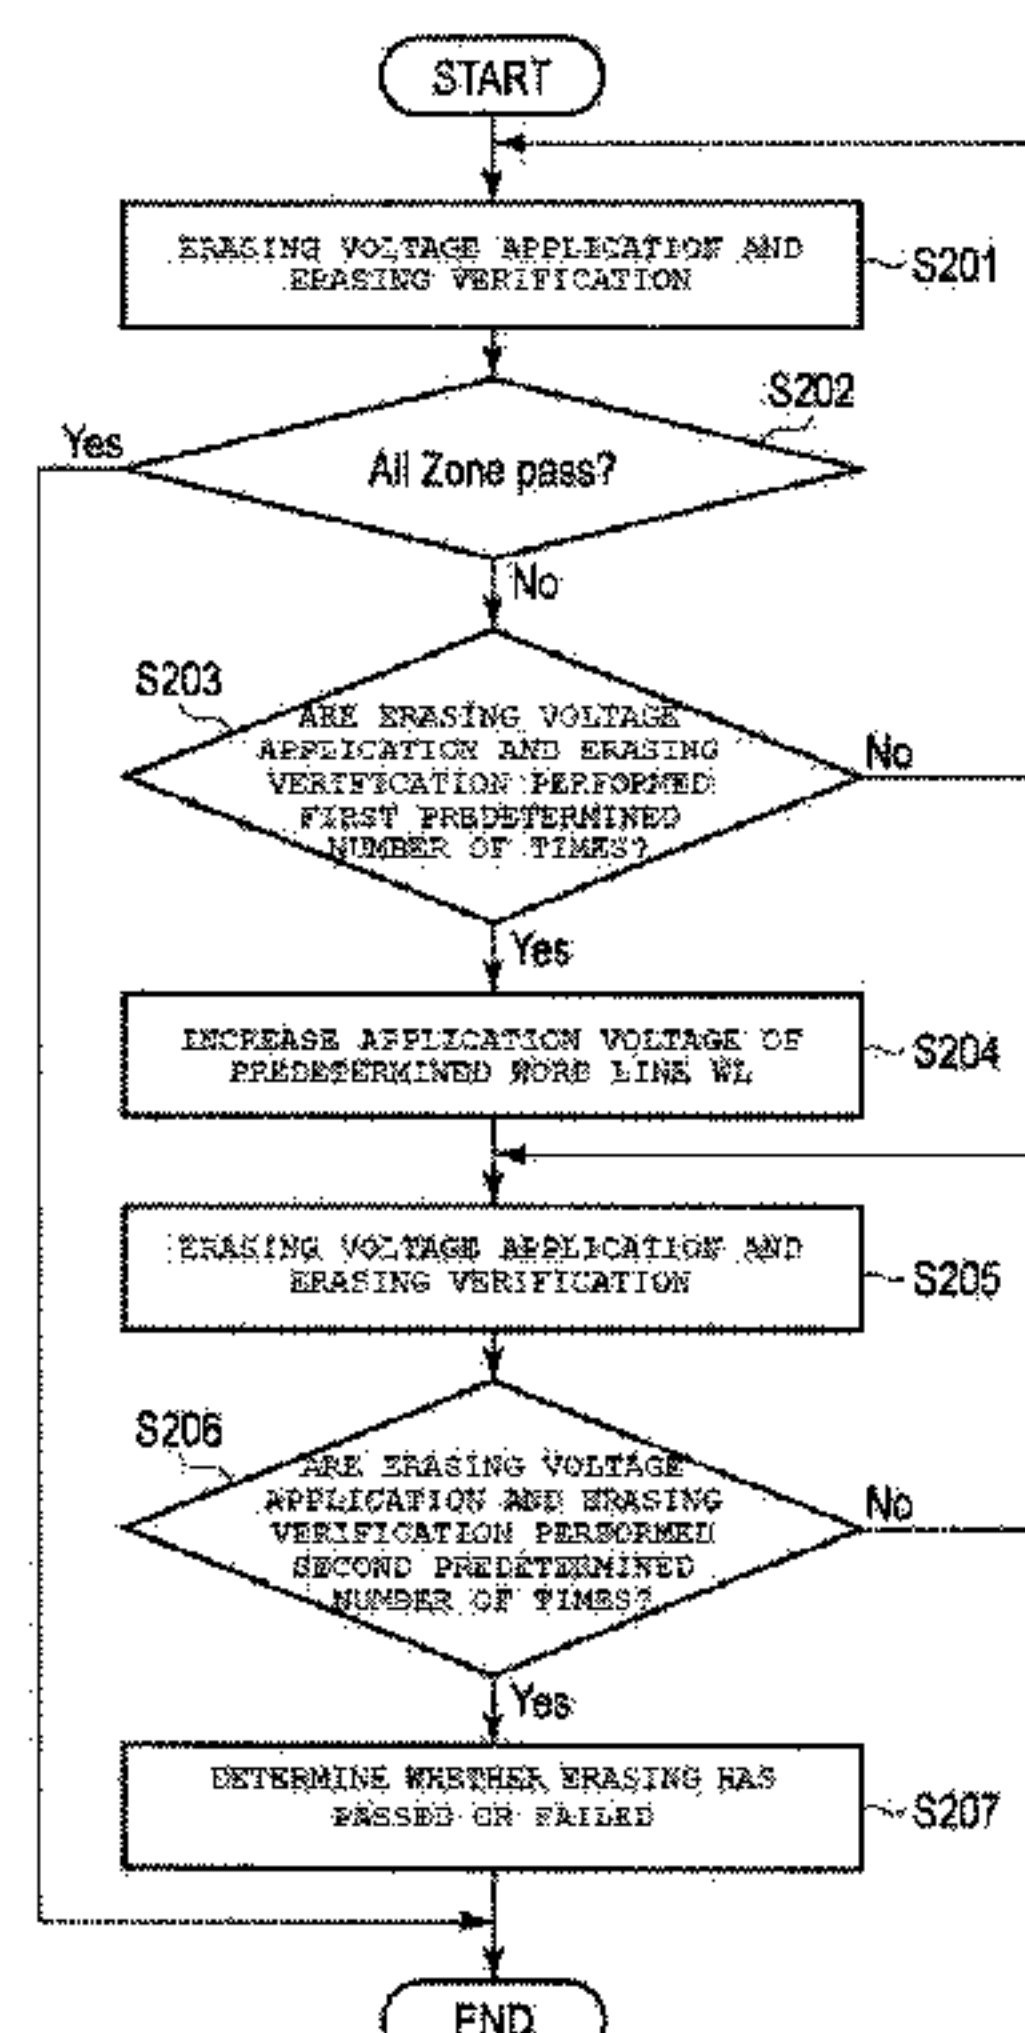 START
ERASING VOLTAGE APPLICATION AND
ERASING VERIFICATION
S201
S202
Yes
All Zone pass?
No
S203
ARE ERASING VOLTAGE
APPLICATION AND ERASING
VERIFICATION PERFORMED
FIRST PREDETERMINED
NUMBER OF TIMES?
No
Yes
INCREASE APPLICATION VOLTAGE OF
PREDETERMINED WORD LINE WL
S204
ERASING VOLTAGE APPLICATION AND
ERASING VERIFICATION
S205
S206
ARE ERASING VOLTAGE
APPLICATION AND ERASING
VERIFICATION PERFORMED
SECOND PREDETERMINED
NUMBER OF TIMES?
No
Yes
DETERMINE WHETHER ERASING HAS
PASSED OR FAILED
S207
END